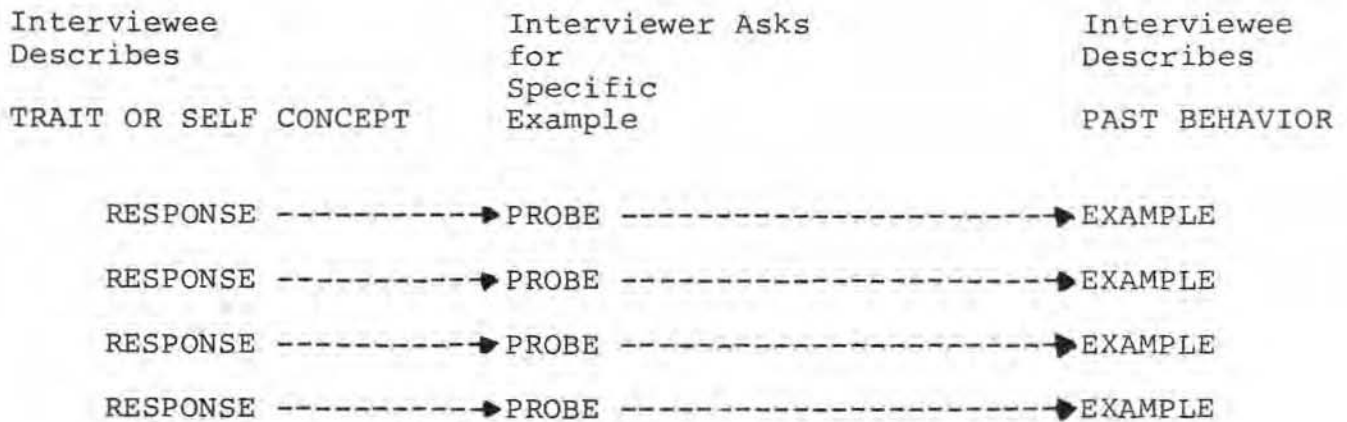 Interviewee Interviewer Asks Interviewee
Describes for Describes
Specific
TRAIT OR SELF CONCEPT Example PAST BEHAVIOR
RESPONSE PROBE EXAMPLE
RESPONSE PROBE EXAMPLE
RESPONSE PROBE EXAMPLE
RESPONSE PROBE EXAMPLE